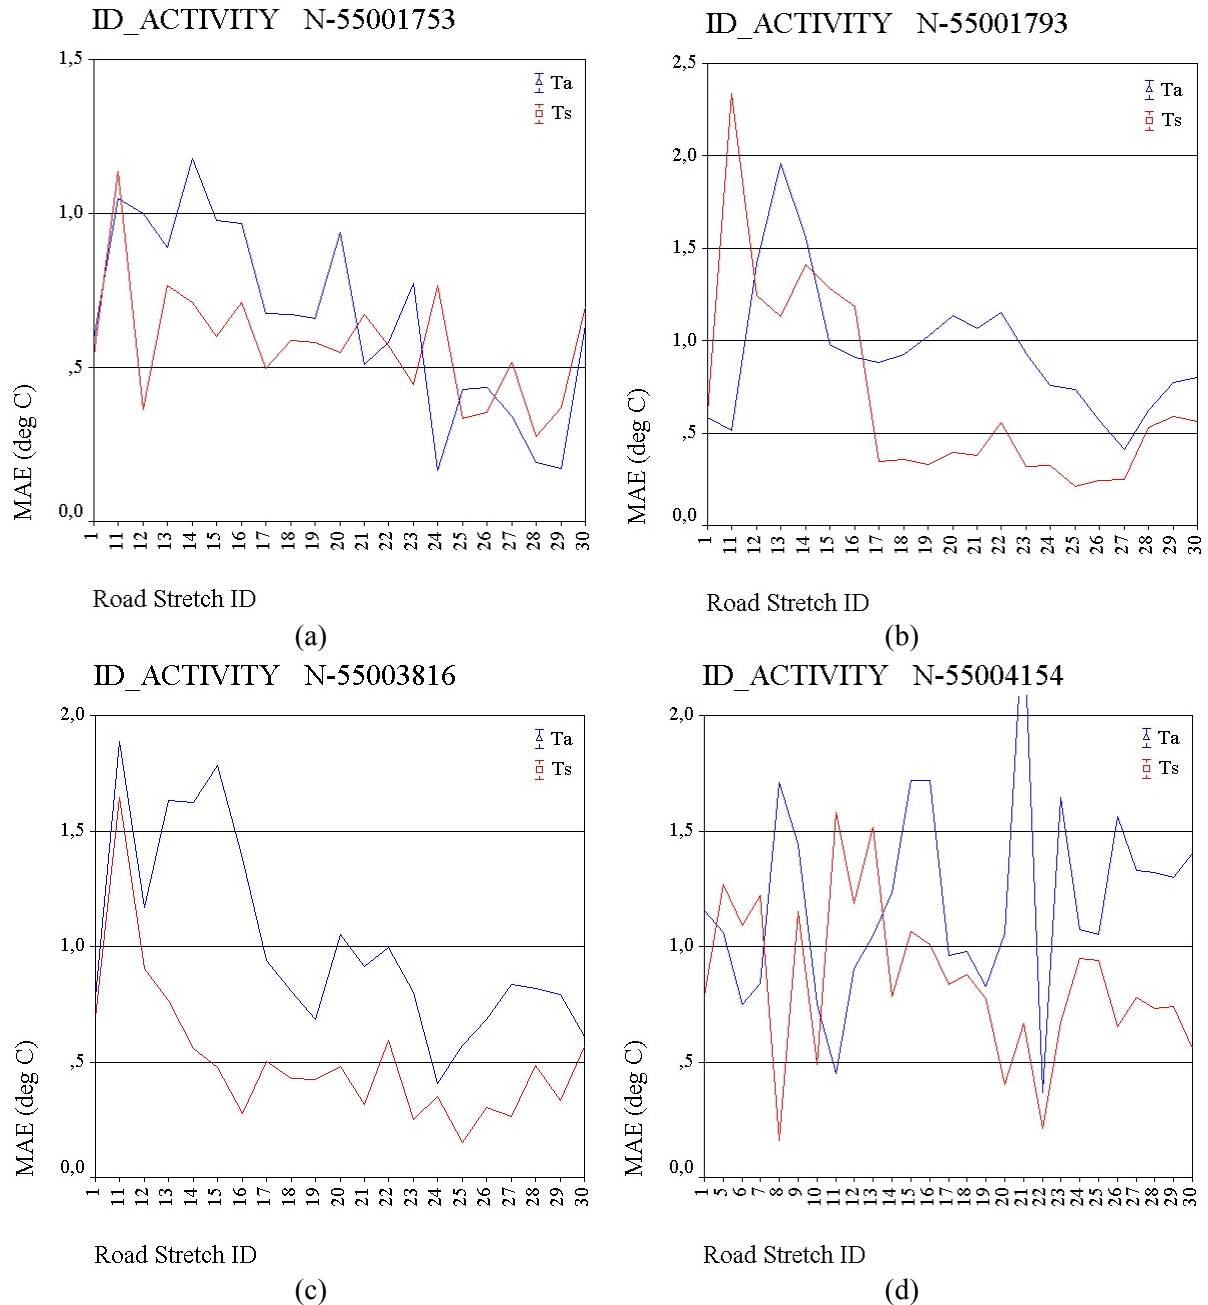 ID_ACTIVITY N-55001753
1,5
1,0
,5
0,0
MAE (deg C)
Ta
Ts
1 11 12 13 14 15 16 17 18 19 20 21 22 23 24 25 26 27 28 29 30
Road Stretch ID
(a)
ID_ACTIVITY N-55001793
2,5
2,0
1,5
1,0
,5
0,0
MAE (deg C)
Ta
Ts
1 11 12 13 14 15 16 17 18 19 20 21 22 23 24 25 26 27 28 29 30
Road Stretch ID
(b)
ID_ACTIVITY N-55003816
2,0
1,5
1,0
,5
0,0
MAE (deg C)
Ta
Ts
1 11 12 13 14 15 16 17 18 19 20 21 22 23 24 25 26 27 28 29 30
Road Stretch ID
(c)
ID_ACTIVITY N-55004154
2,0
1,5
1,0
,5
0,0
MAE (deg C)
Ta
Ts
1 5 6 7 8 9 10 11 12 13 14 15 16 17 18 19 20 21 22 23 24 25 26 27 28 29 30
Road Stretch ID
(d)